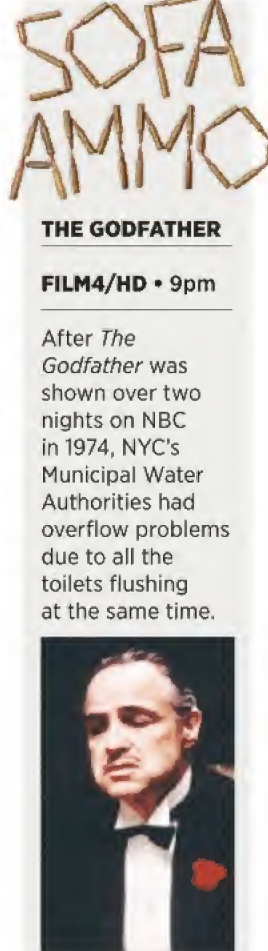 SOFA
AMMO
THE GODFATHER
FILM4/HD • 9pm
After The
Godfather was
shown over two
nights on NBC
in 1974, NYC's
Municipal Water
Authorities had
overflow problems
due to all the
toilets flushing
at the same time.